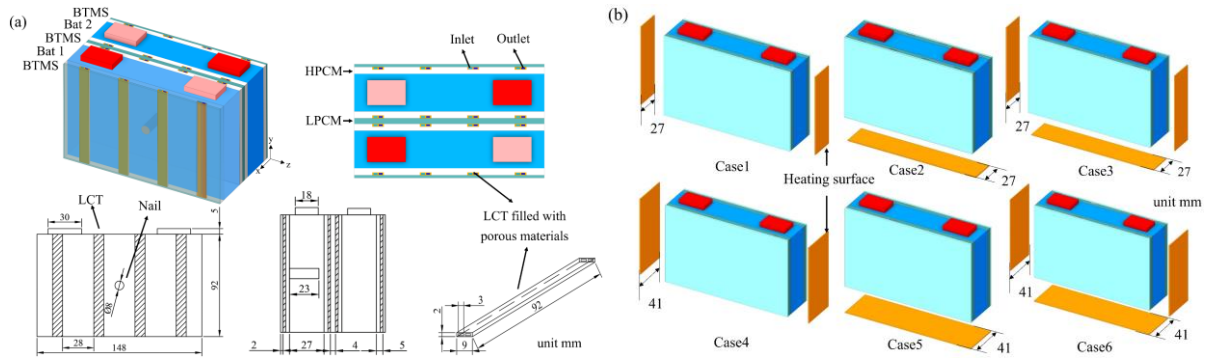 (a)
BTMS
Bat 2
BTMS
Bat 1
BTMS
y
x
z
Inlet
Outlet
HPCM
LPCM
LCT filled with
porous materials
30
LCT
Nail
5
92
Ø8
28
148
18
23
2
27
4
5
3
92
2
9
unit mm
(b)
27
Case1
Case2
27
27
Case3
27
Heating surface
unit mm
41
41
Case4
Case5
41
41
Case6
41